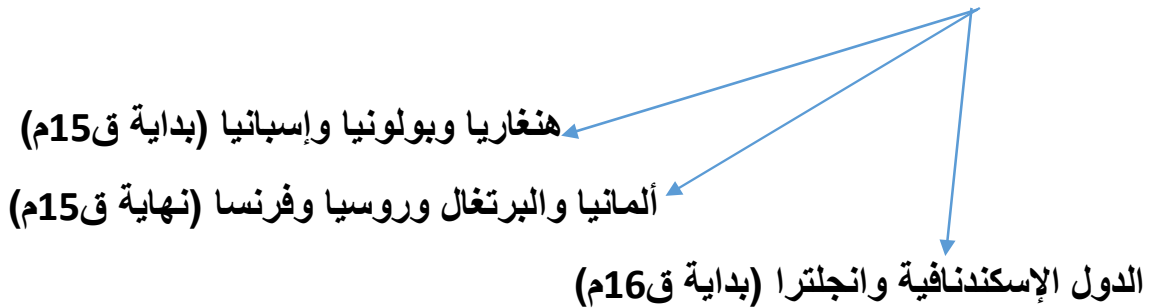 هنغاريا وبولونيا وإسبانيا (بداية ق15م)
ألمانيا والبرتغال وروسيا وفرنسا (نهاية ق15م)
الدول الإسكندنافية وانجلترا (بداية ق16م)